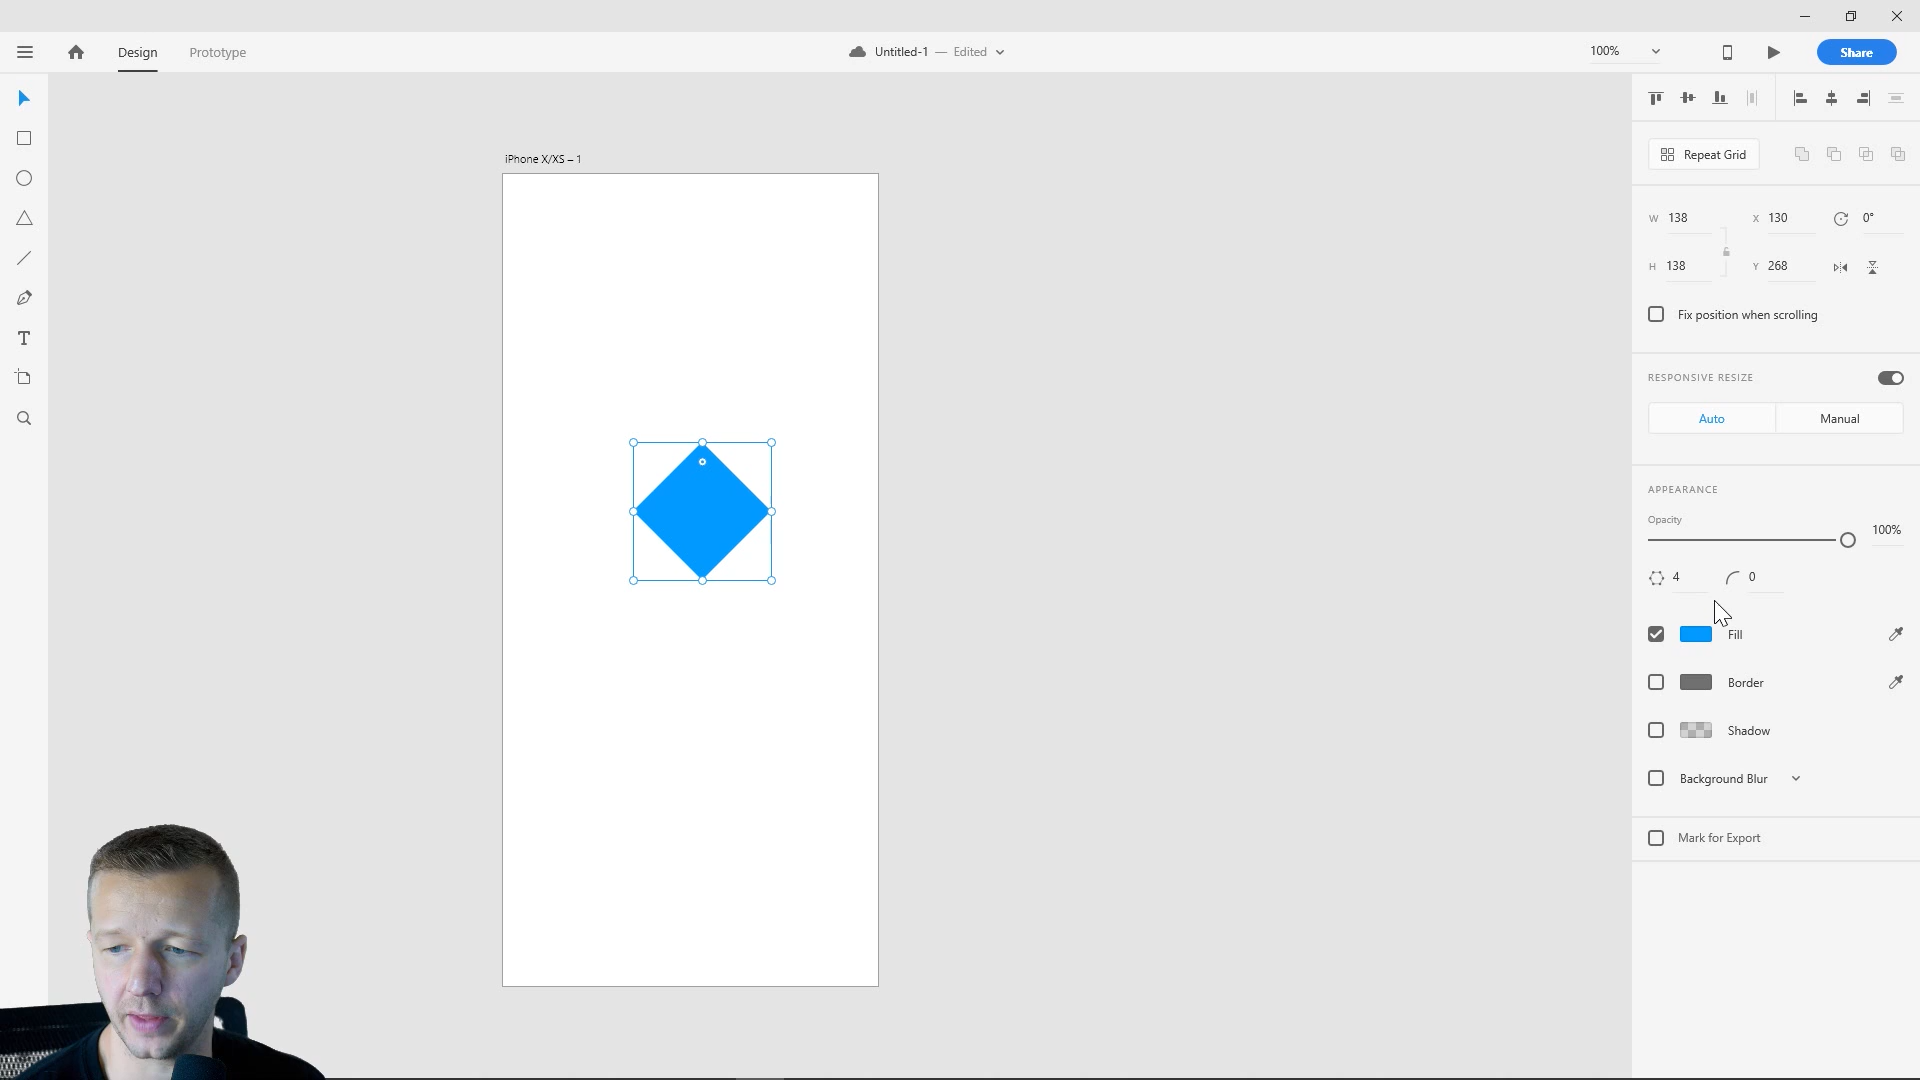 Design
Prototype
Untitled-1 — Edited
100%
Share
iPhone X/XS – 1
Repeat Grid
W 138
X 130
0°
H 138
Y 268
Fix position when scrolling
RESPONSIVE RESIZE
Auto
Manual
APPEARANCE
Opacity
100%
4
0
Fill
Border
Shadow
Background Blur
Mark for Export
T